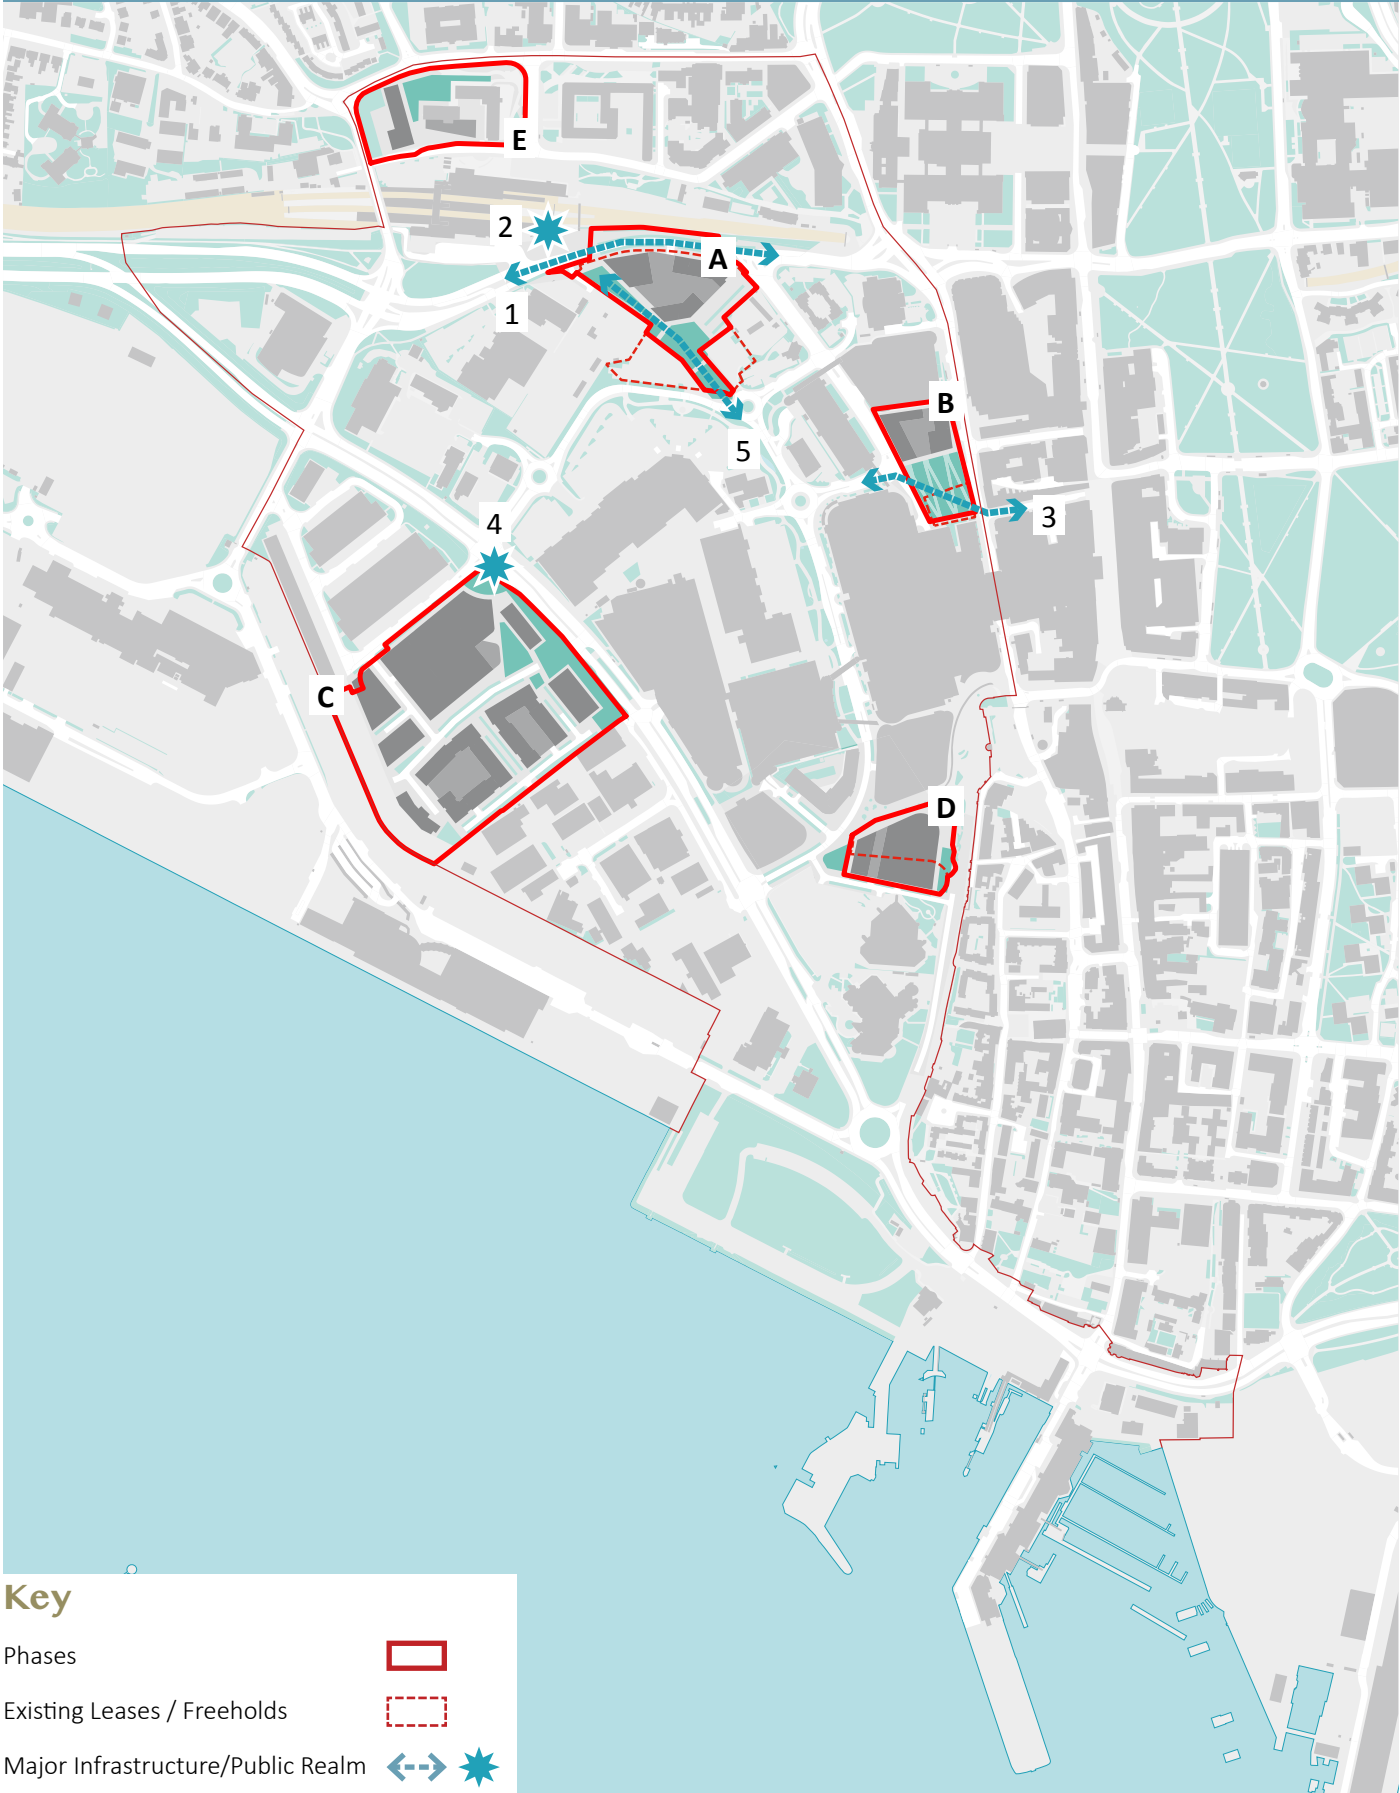 E
2
A
1
B
5
3
4
C
D
Key
Phases
Existing Leases / Freeholds
Major Infrastructure/Public Realm